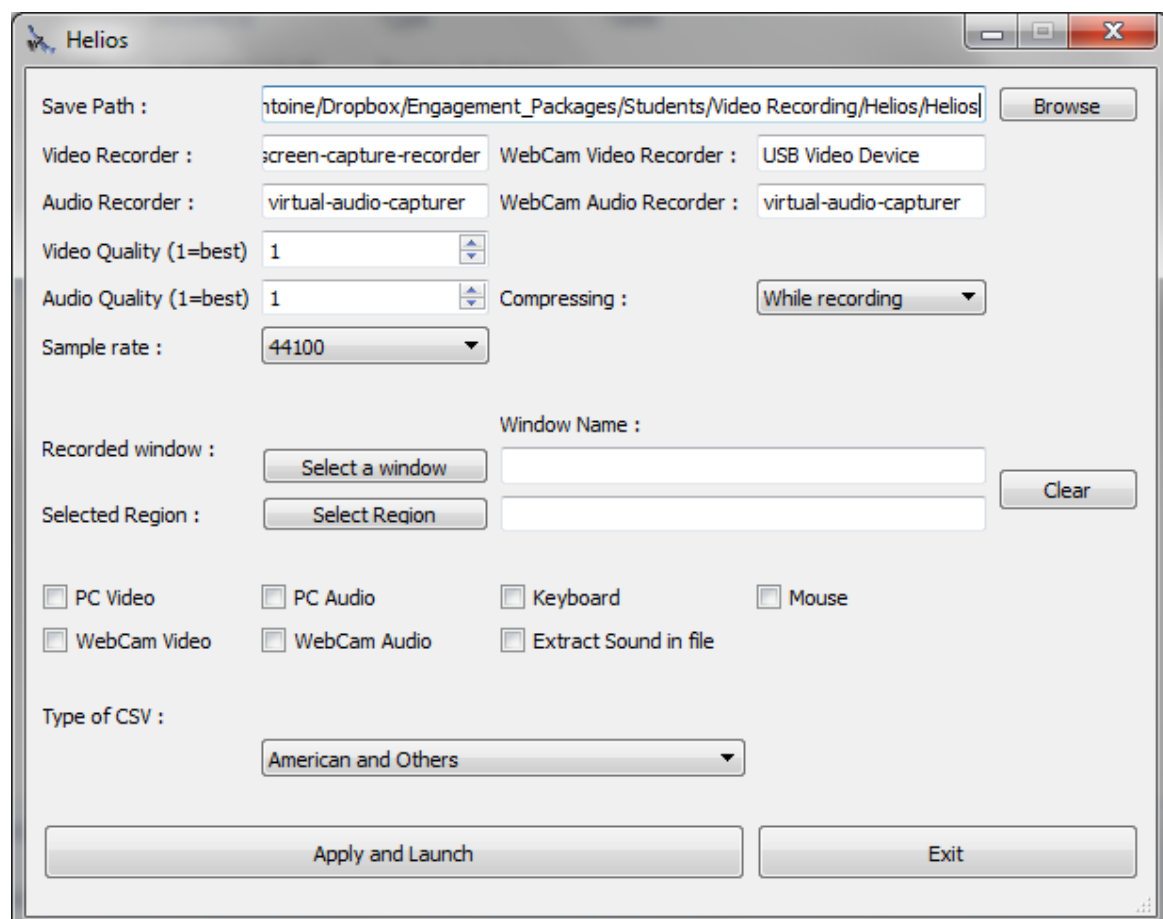 Helios
Save Path : ntoine/Dropbox/Engagement_Packages/Students/Video Recording/Helios/Helios Browse
Video Recorder : screen-capture-recorder WebCam Video Recorder : USB Video Device
Audio Recorder : virtual-audio-capturer WebCam Audio Recorder : virtual-audio-capturer
Video Quality (1=best) 1
Audio Quality (1=best) 1 Compressing : While recording
Sample rate : 44100
Window Name :
Recorded window : Select a window
Clear
Selected Region : Select Region
PC Video PC Audio Keyboard Mouse
WebCam Video WebCam Audio Extract Sound in file
Type of CSV :
American and Others
Apply and Launch Exit